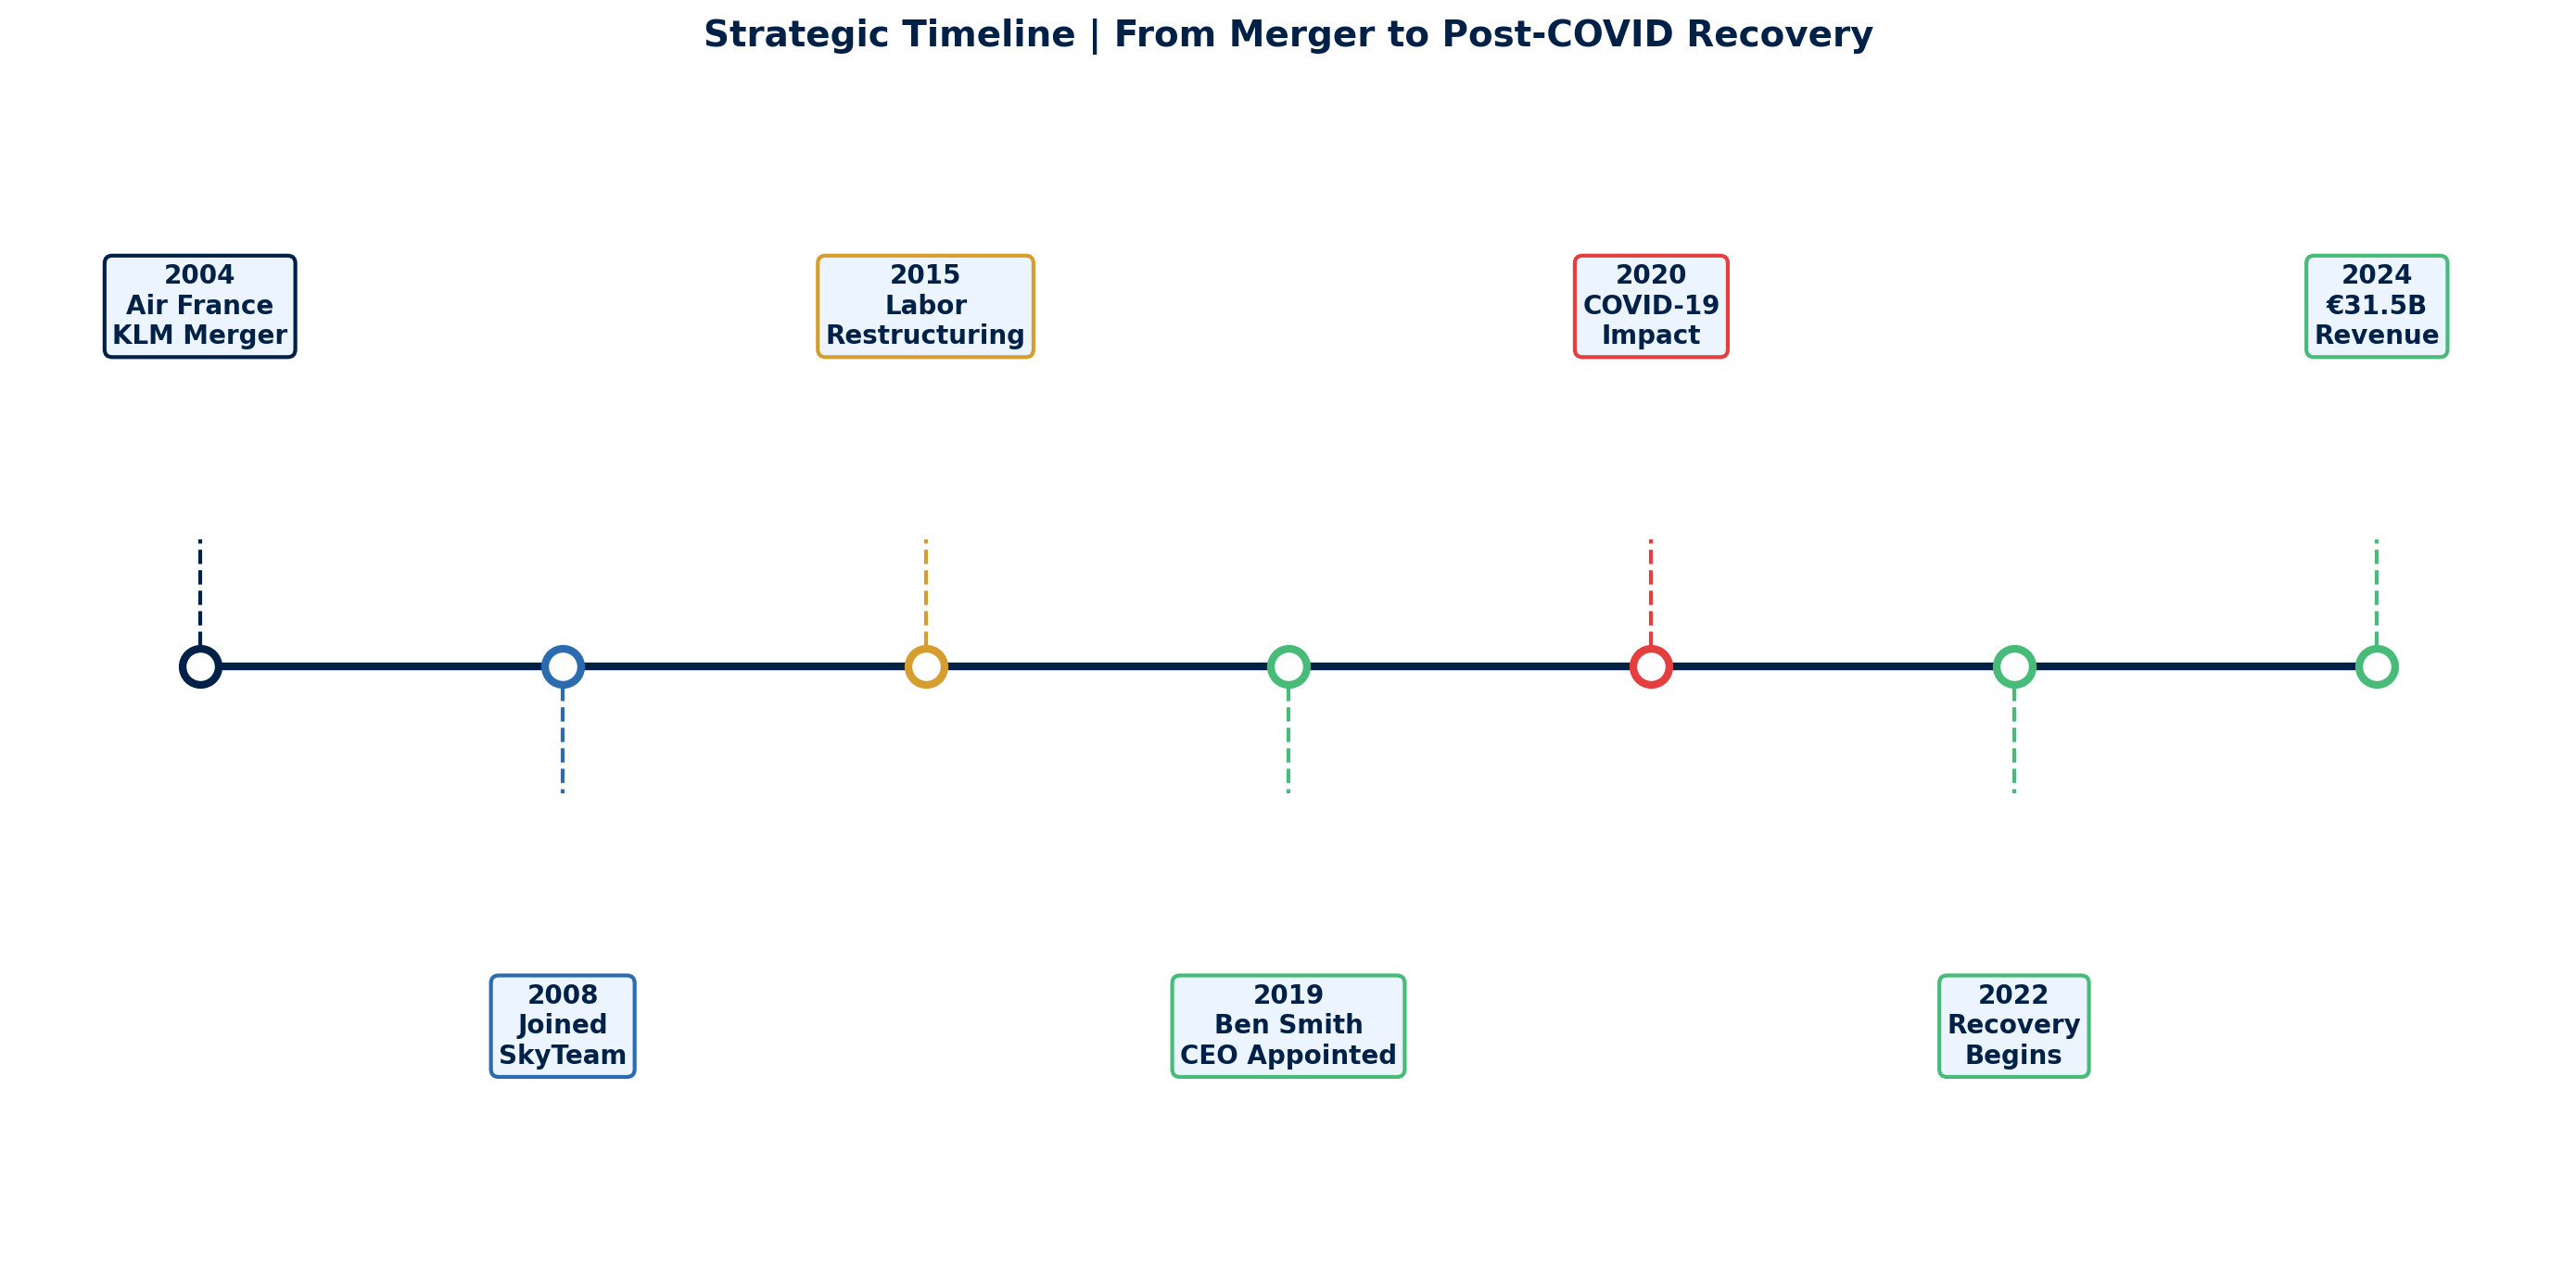 Strategic Timeline | From Merger to Post-COVID Recovery
2004
Air France
KLM Merger
2008
Joined
SkyTeam
2015
Labor
Restructuring
2019
Ben Smith
CEO Appointed
2020
COVID-19
Impact
2022
Recovery
Begins
2024
€31.5B
Revenue